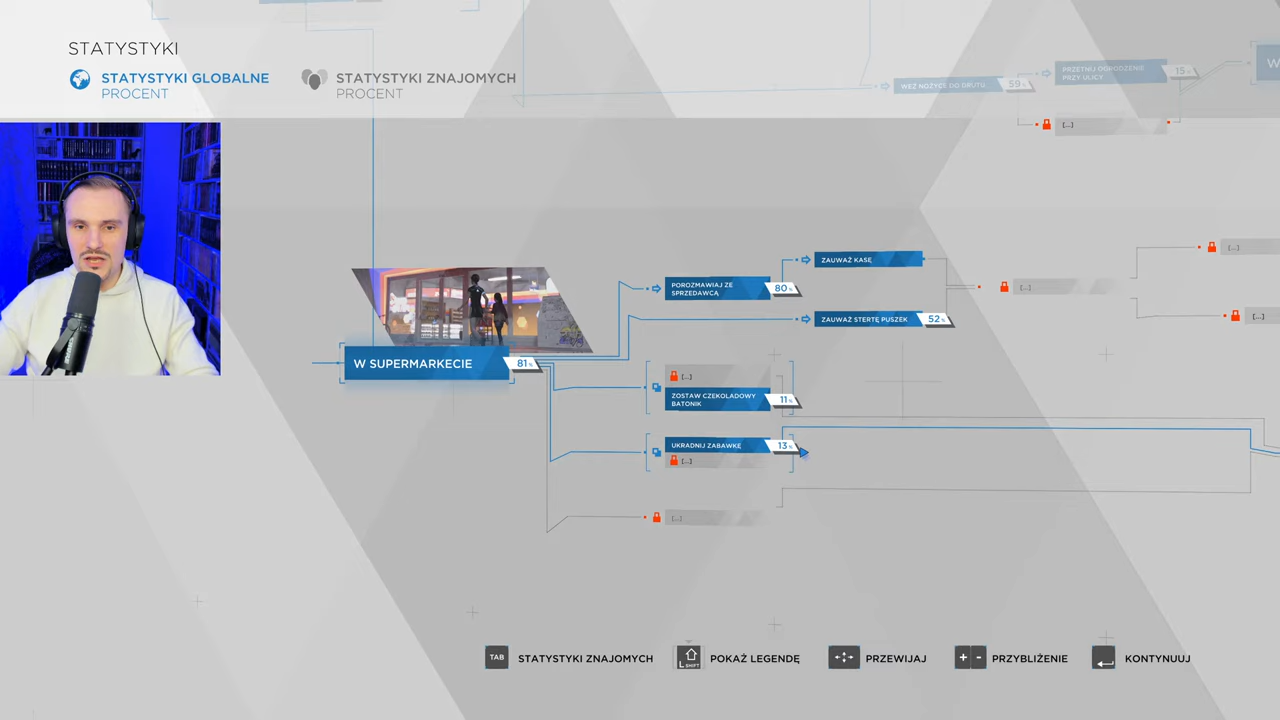 STATYSTYKI
STATYSTYKI GLOBALNE
PROCENT
STATYSTYKI ZNAJOMYCH
PROCENT
WEŹ NOŻYCE DO DRUTU
59%
PRZETNIJ OGRODZENIE
PRZY ULICY
15%
W
[...]
W SUPERMARKECIE
81%
POROZMAWIAJ ZE
SPRZEDAWCĄ
80%
ZAUWAŻ KASĘ
ZAUWAŻ STERTĘ PUSZEK
52%
[...]
[...]
[...]
[...]
ZOSTAW CZEKOLADOWY
BATONIK
11%
UKRADNIJ ZABAWKĘ
13%
[...]
[...]
TAB
STATYSTYKI ZNAJOMYCH
L SHIFT
POKAŻ LEGENDĘ
PRZEWIJAJ
+ -
PRZYBLIŻENIE
KONTYNUUJ